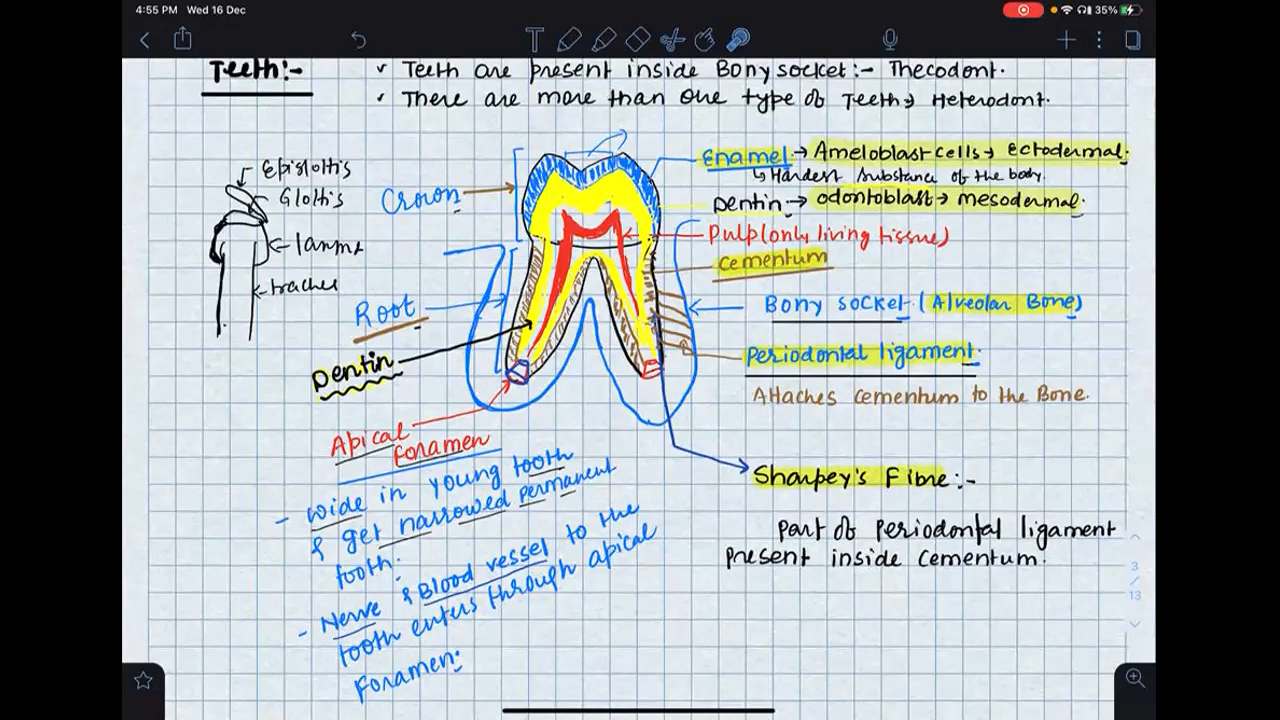 4:55 PM Wed 16 Dec
35%
Teeth:-
✓ Teeth are present inside Bony socket:- Thecodont.
• There are more than one type of Teeth→ Heterodont.
Epiglottis
Glottis
larynx
trachea
Crown
Root
Dentin
Apical
foramen
- wide in young tooth
& get narrowed permanent
tooth.
- Nerve & Blood vessel to the
tooth enters through apical
Foramen.
Enamel → Ameloblast cells → ectodermal.
↳ Hardest substance of the body.
Dentin → odontoblast → mesodermal.
Pulp(only living tissue)
cementum
Bony socket (Alveolar Bone)
Periodontal ligament.
Attaches cementum to the Bone.
Sharpey's Fibre :-
part of periodontal ligament
present inside cementum.
3
/
13